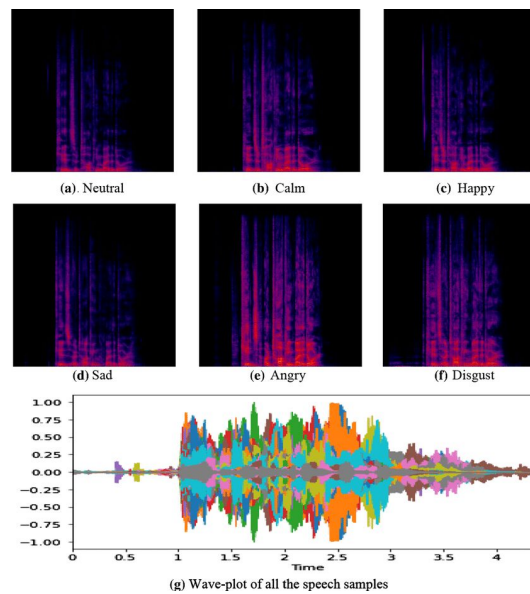 (a). Neutral
(b) Calm
(c) Happy
(d) Sad
(e) Angry
(f) Disgust
1.00
0.75
0.50
0.25
0.00
−0.25
−0.50
−0.75
−1.00
0 0.5 1 1.5 2 2.5 3 3.5 4
Time
(g) Wave-plot of all the speech samples